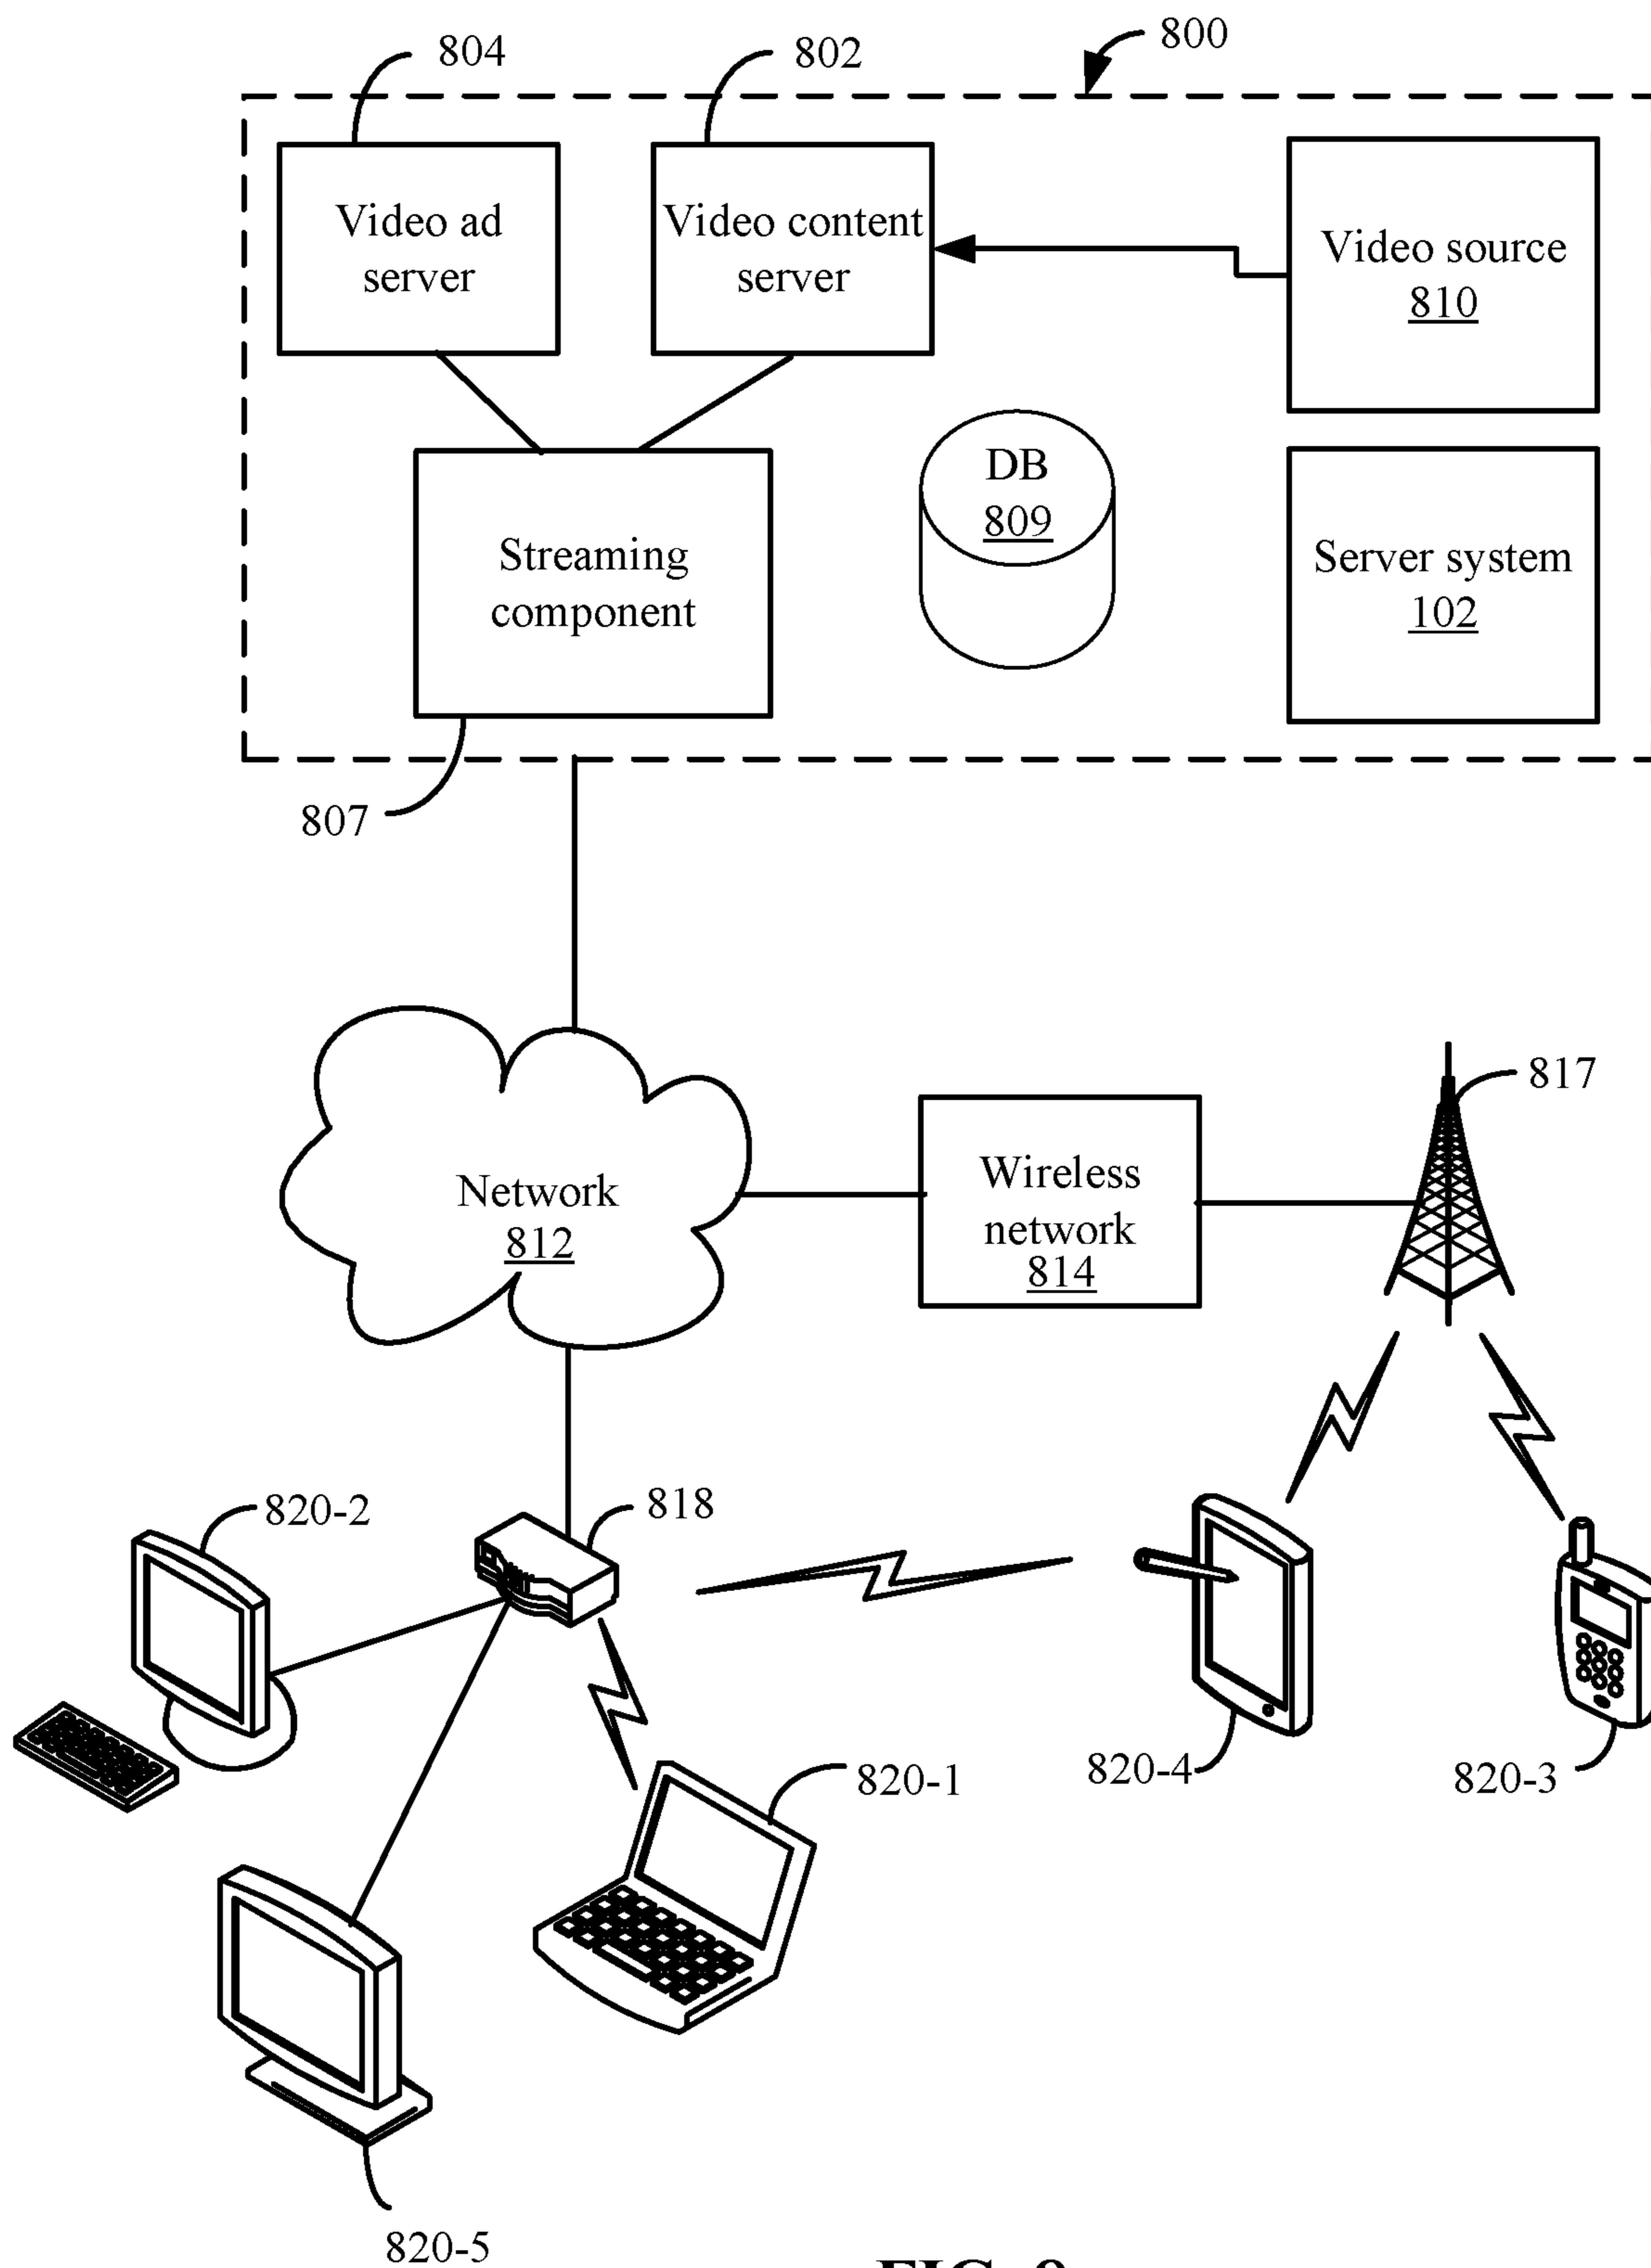 804
802
800
Video ad
server
Video content
server
Video source
810
DB
809
Streaming
component
Server system
102
807
817
Network
812
Wireless
network
814
820-2
818
820-4
820-3
820-1
820-5